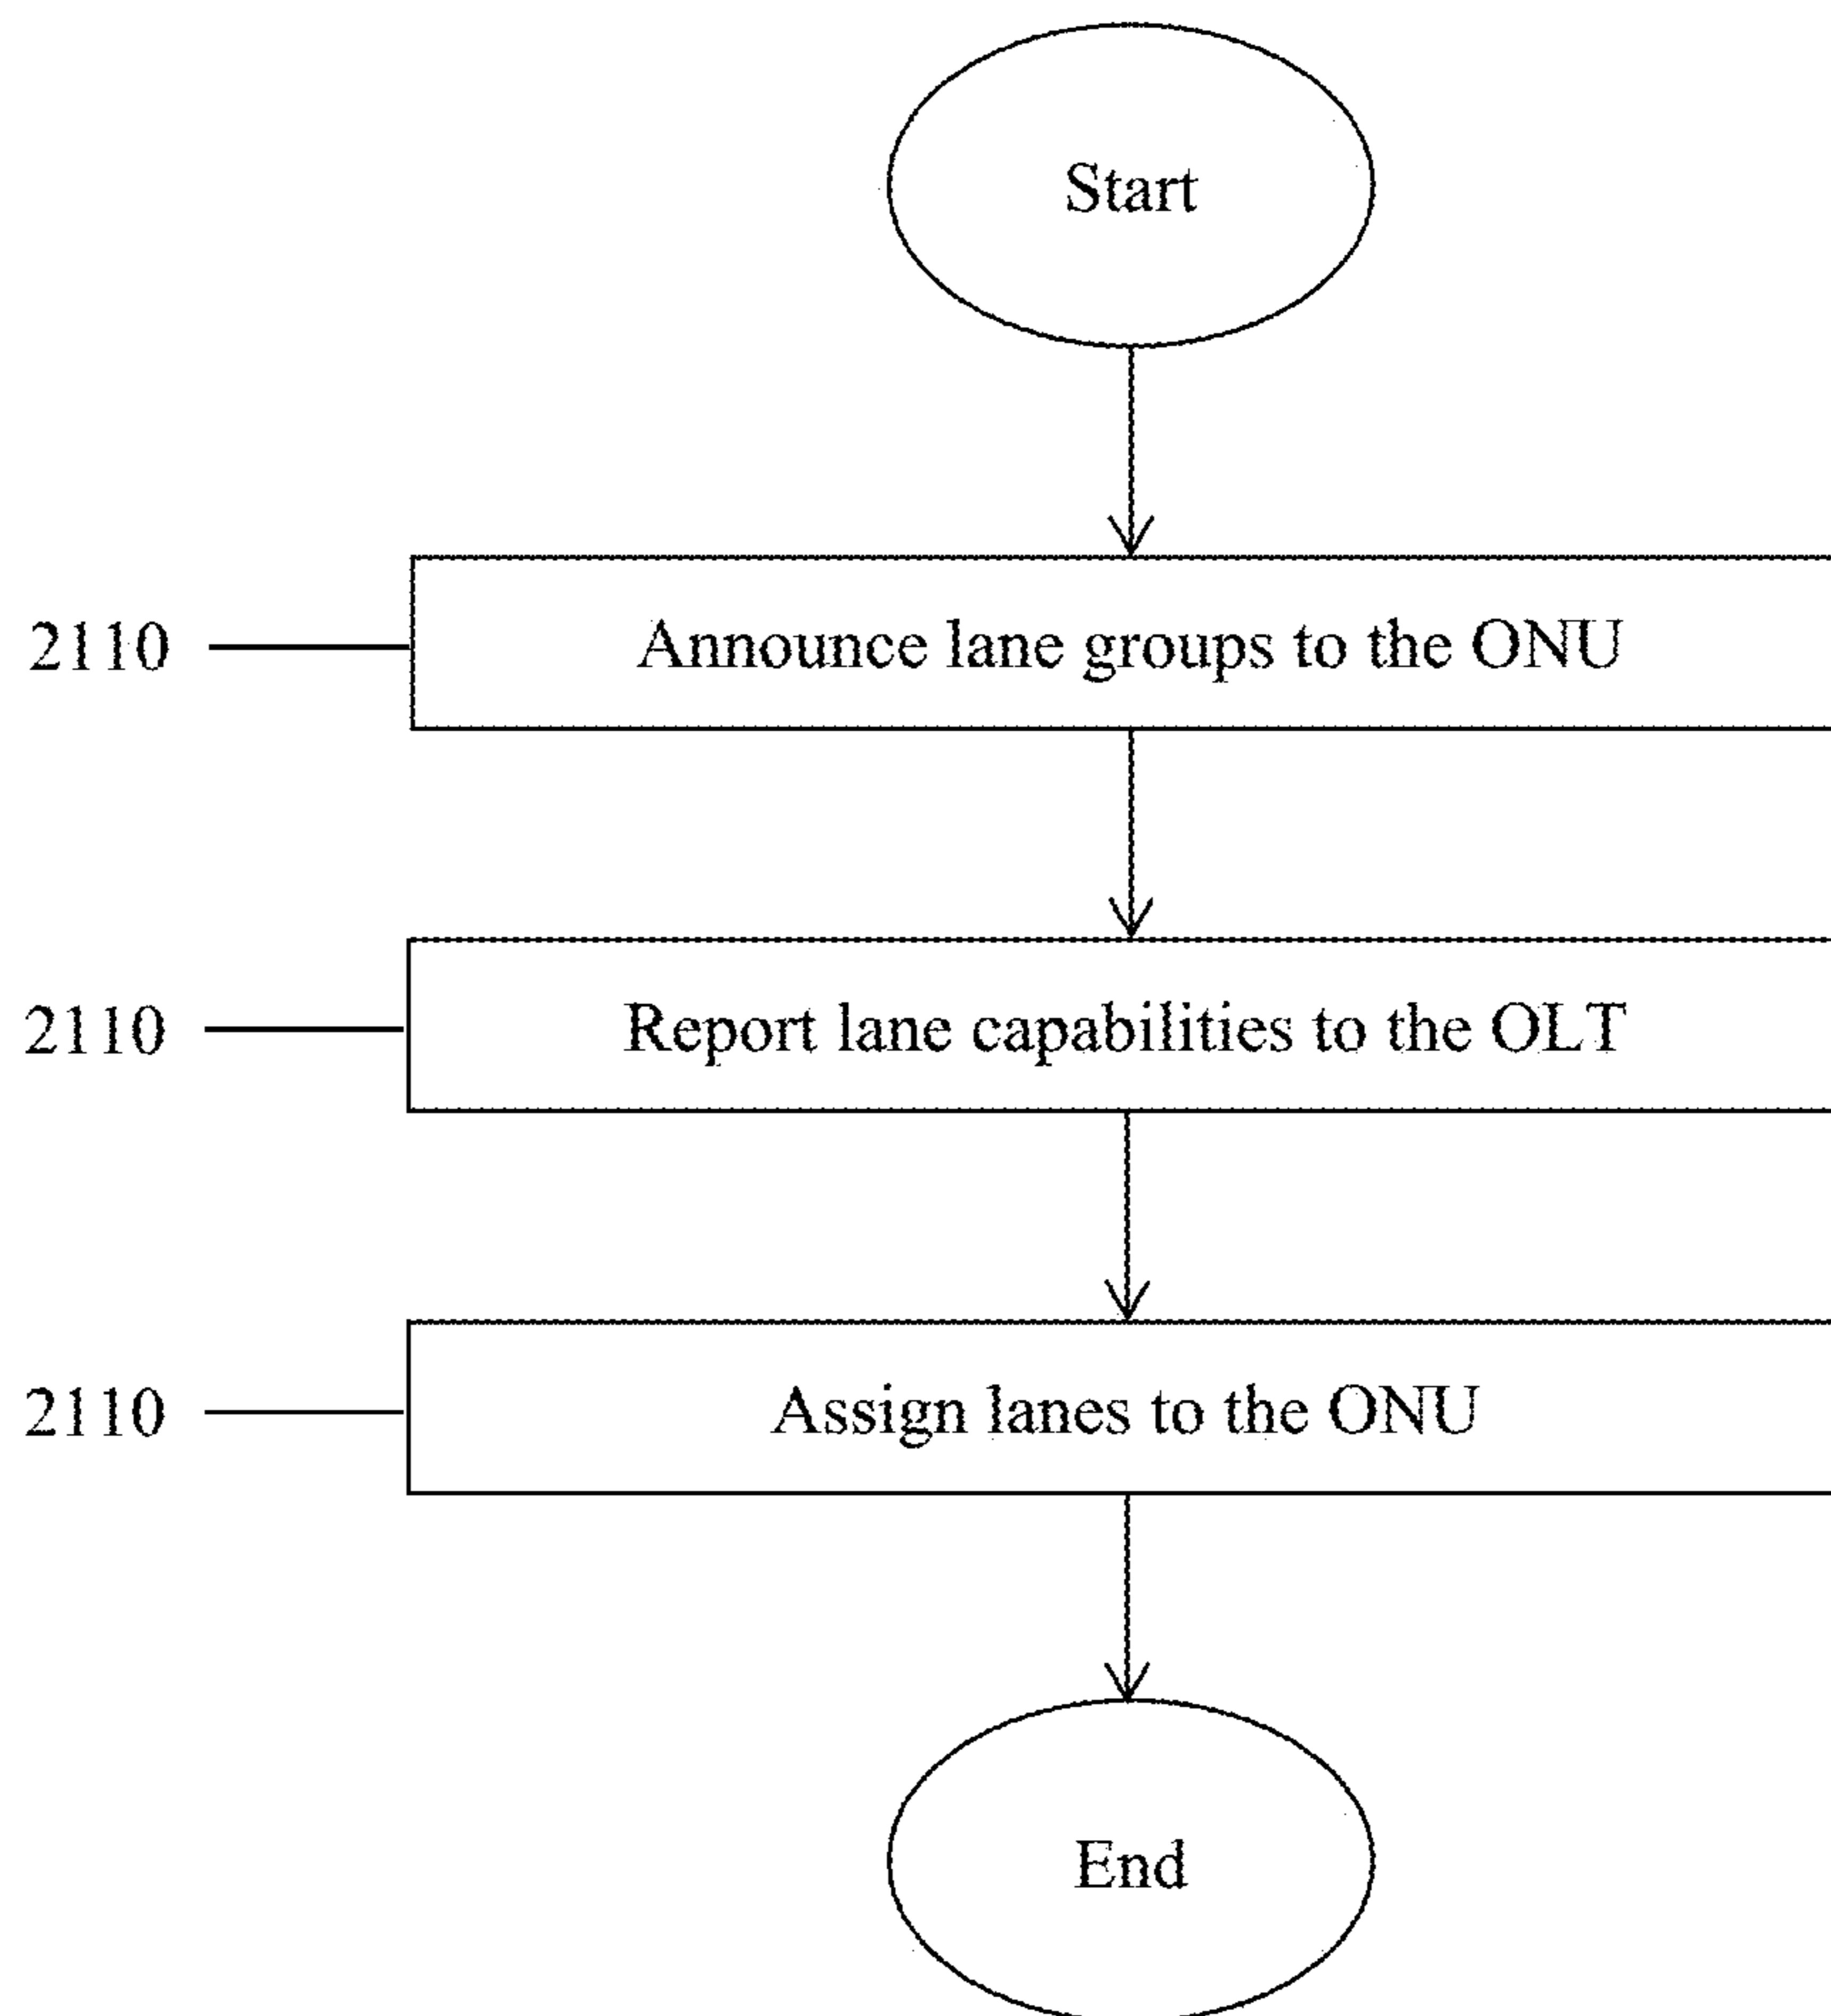 Start
2110 Announce lane groups to the ONU
2110 Report lane capabilities to the OLT
2110 Assign lanes to the ONU
End